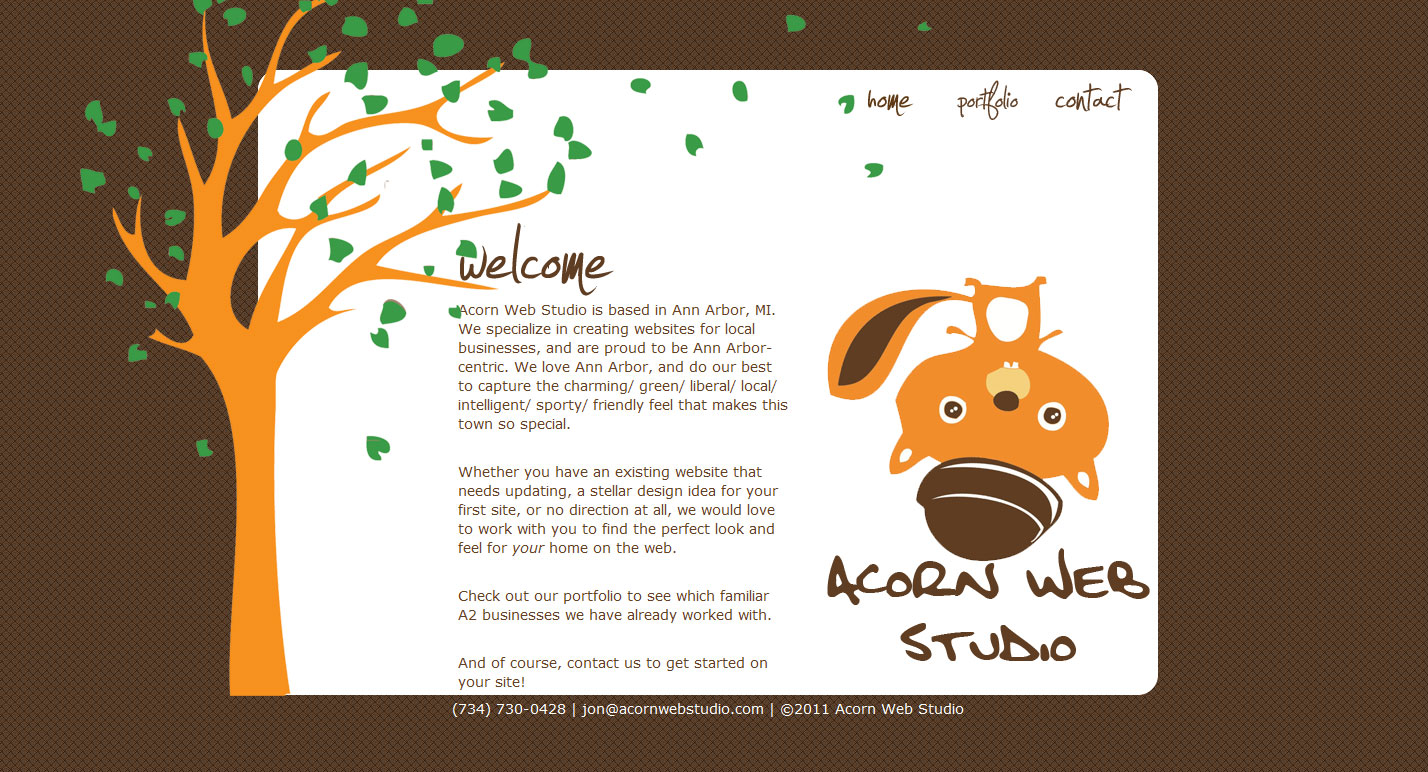 home portfolio contact
welcome
Acorn Web Studio is based in Ann Arbor, MI.
We specialize in creating websites for local
businesses, and are proud to be Ann Arbor-
centric. We love Ann Arbor, and do our best
to capture the charming/ green/ liberal/ local/
intelligent/ sporty/ friendly feel that makes this
town so special.
Whether you have an existing website that
needs updating, a stellar design idea for your
first site, or no direction at all, we would love
to work with you to find the perfect look and
feel for your home on the web.
Check out our portfolio to see which familiar
A2 businesses we have already worked with.
And of course, contact us to get started on
your site!
ACORN WEB
STUDIO
(734) 730-0428 | jon@acornwebstudio.com | ©2011 Acorn Web Studio